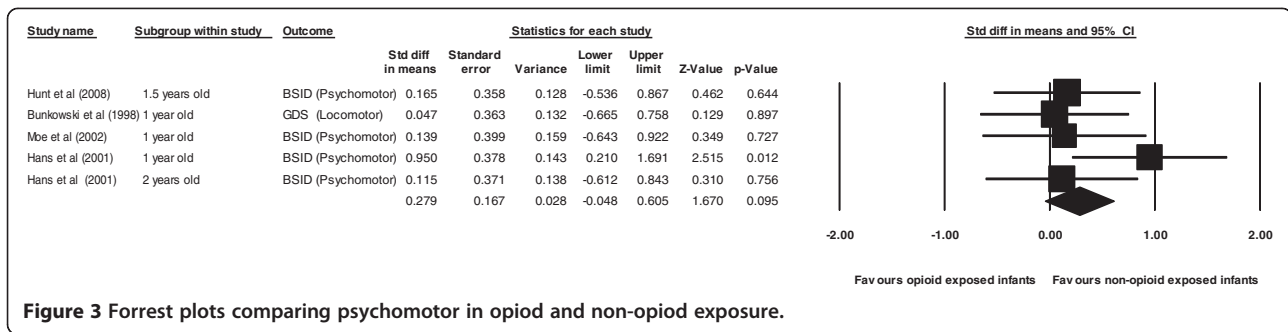 Study name Subgroup within study Outcome Statistics for each study Std diff in means and 95% CI
Std diff Standard Lower Upper
in means error Variance limit limit Z-Value p-Value
Hunt et al (2008) 1.5 years old BSID (Psychomotor) 0.165 0.358 0.128 -0.536 0.867 0.462 0.644
Bunkowski et al (1998) 1 year old GDS (Locomotor) 0.047 0.363 0.132 -0.665 0.758 0.129 0.897
Moe et al (2002) 1 year old BSID (Psychomotor) 0.139 0.399 0.159 -0.643 0.922 0.349 0.727
Hans et al (2001) 1 year old BSID (Psychomotor) 0.950 0.378 0.143 0.210 1.691 2.515 0.012
Hans et al (2001) 2 years old BSID (Psychomotor) 0.115 0.371 0.138 -0.612 0.843 0.310 0.756
0.279 0.167 0.028 -0.048 0.605 1.670 0.095
-2.00 -1.00 0.00 1.00 2.00
Favours opioid exposed infants Favours non-opioid exposed infants
Figure 3 Forrest plots comparing psychomotor in opiod and non-opiod exposure.